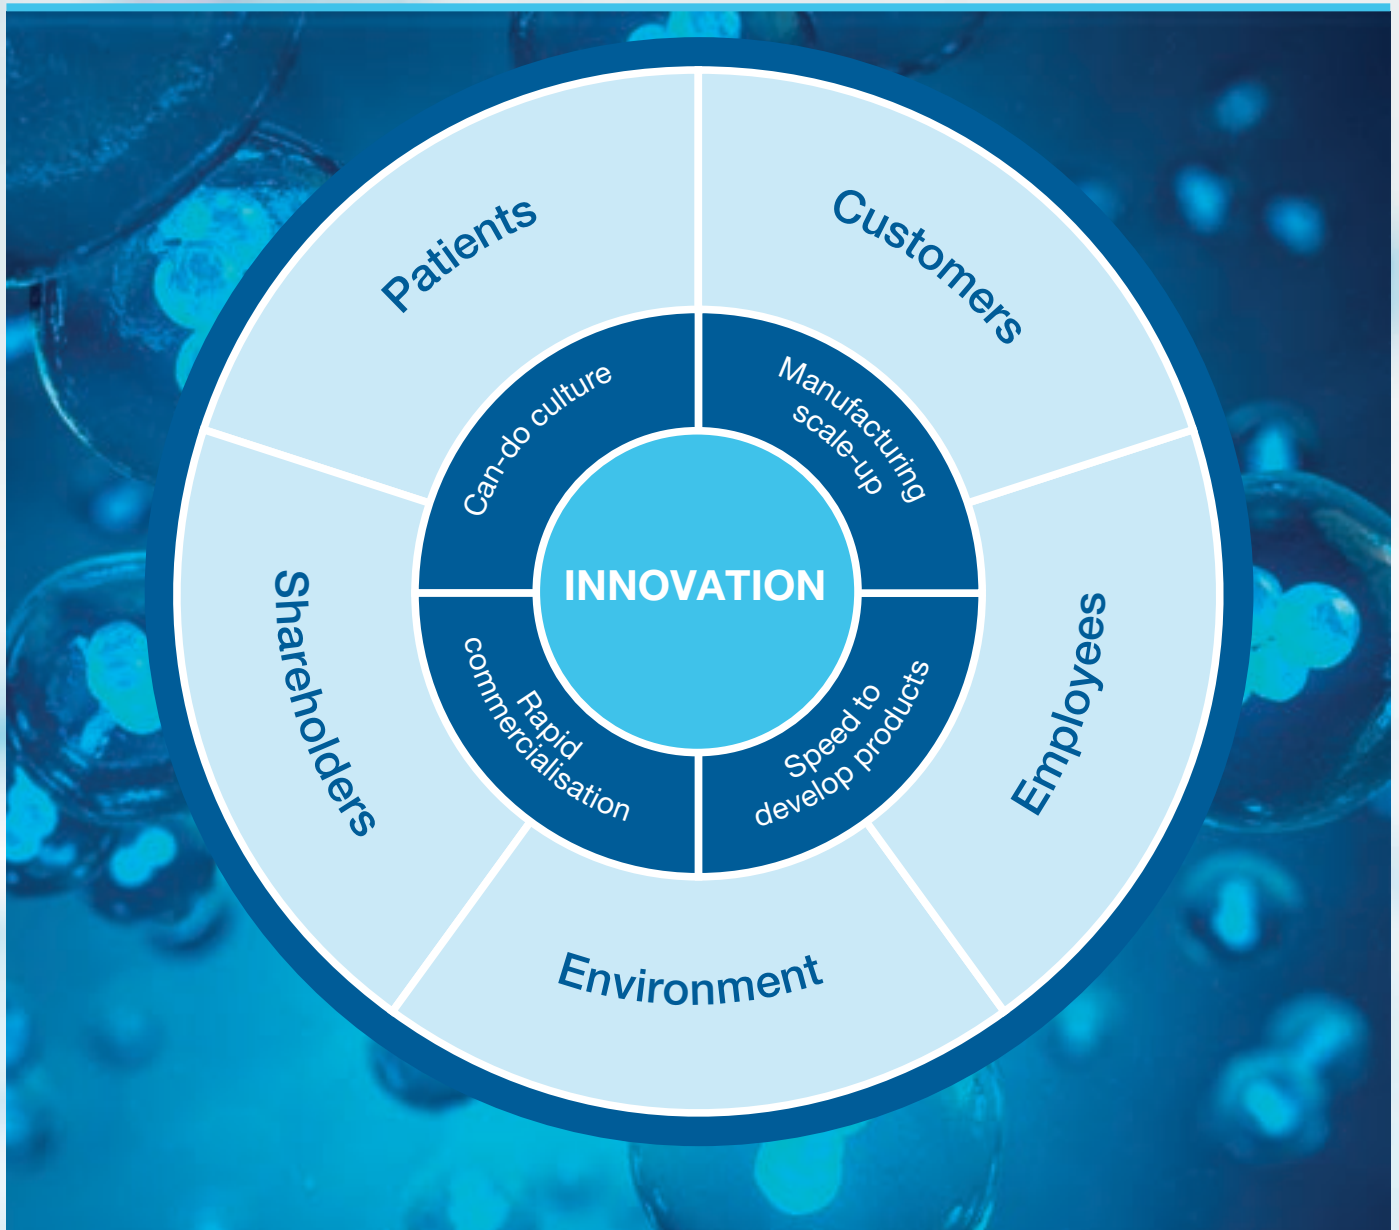 Patients
Customers
Can-do culture
Manufacturing
scale-up
INNOVATION
Shareholders
Employees
Rapid
commercialisation
Speed to
develop products
Environment